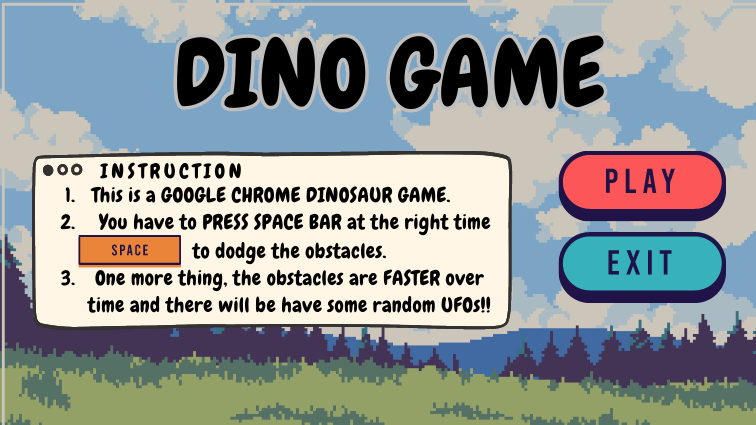 DINO GAME
INSTRUCTION
1. This is a GOOGLE CHROME DINOSAUR GAME.
2. You have to PRESS SPACE BAR at the right time
SPACE to dodge the obstacles.
3. One more thing, the obstacles are FASTER over
time and there will be have some random UFOs!!
PLAY
EXIT